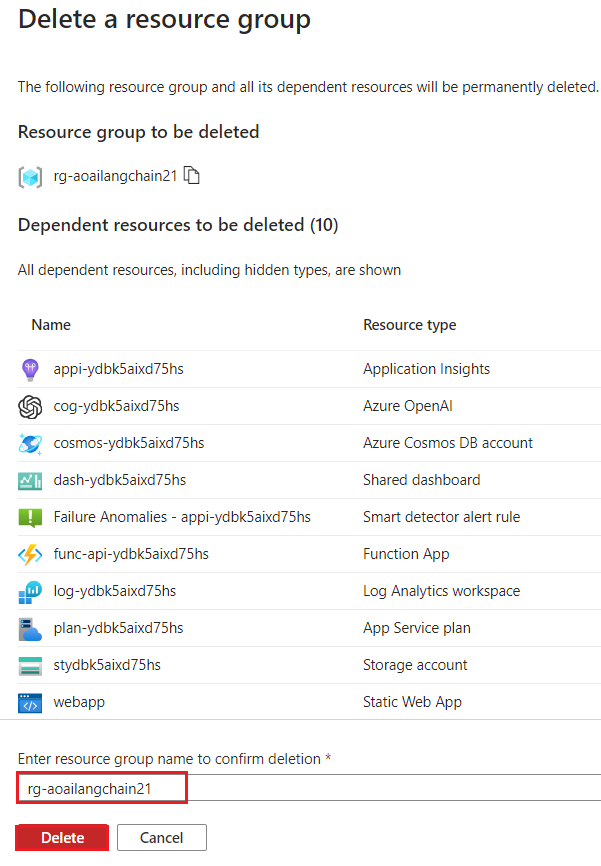 Delete a resource group
The following resource group and all its dependent resources will be permanently deleted.
Resource group to be deleted
rg-aoailangchain21
Dependent resources to be deleted (10)
All dependent resources, including hidden types, are shown
Name Resource type
appi-ydbk5aixd75hs Application Insights
cog-ydbk5aixd75hs Azure OpenAI
cosmos-ydbk5aixd75hs Azure Cosmos DB account
dash-ydbk5aixd75hs Shared dashboard
Failure Anomalies - appi-ydbk5aixd75hs Smart detector alert rule
func-api-ydbk5aixd75hs Function App
log-ydbk5aixd75hs Log Analytics workspace
plan-ydbk5aixd75hs App Service plan
stydbk5aixd75hs Storage account
webapp Static Web App
Enter resource group name to confirm deletion *
rg-aoailangchain21
Delete Cancel